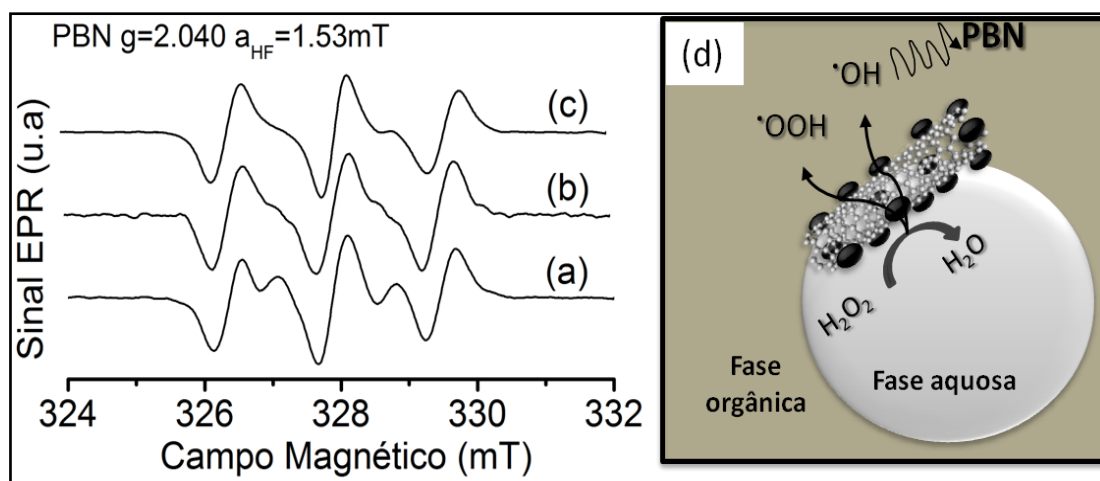 PBN g=2.040 a_HF=1.53mT
(c)
(b)
(a)
Sinal EPR (u.a)
324 326 328 330 332
Campo Magnético (mT)
(d)
PBN
•OH
•OOH
H₂O
H₂O₂
Fase
orgânica
Fase aquosa